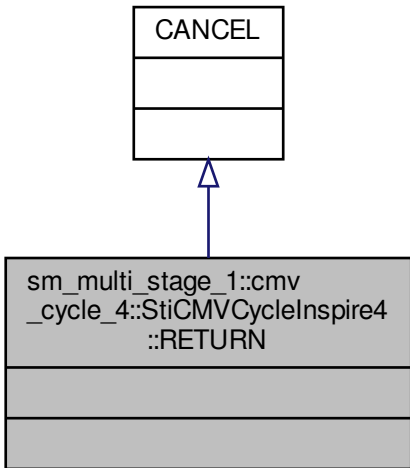 CANCEL
sm_multi_stage_1::cmv
_cycle_4::StiCMVCycleInspire4
::RETURN